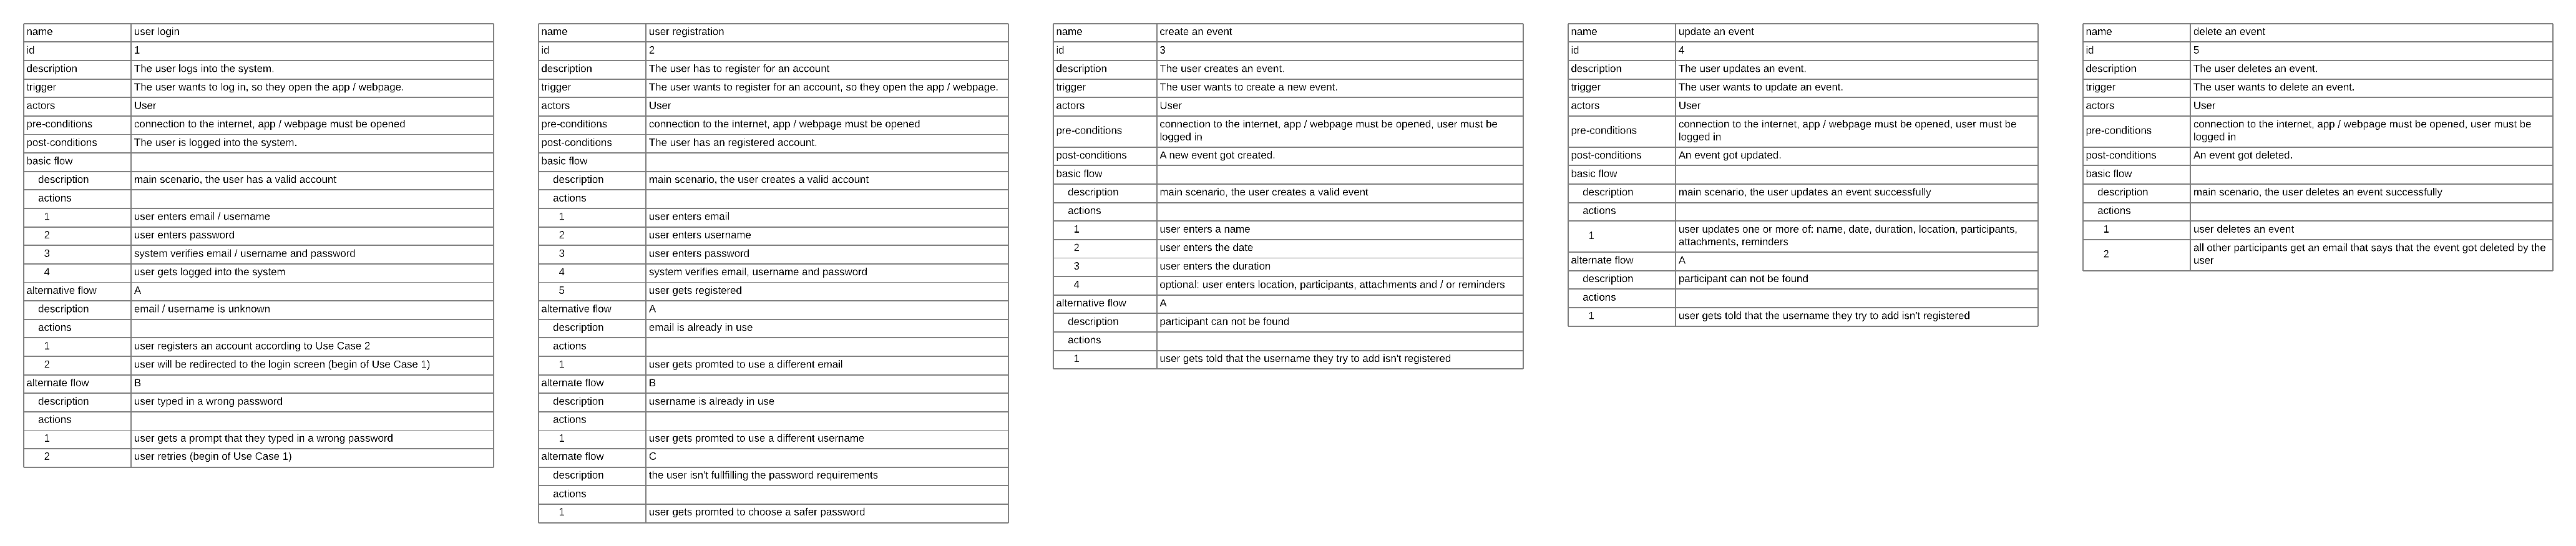 name user login
id 1
description The user logs into the system.
trigger The user wants to log in, so they open the app / webpage.
actors User
pre-conditions connection to the internet, app / webpage must be opened
post-conditions The user is logged into the system.
basic flow
description main scenario, the user has a valid account
actions
1 user enters email / username
2 user enters password
3 system verifies email / username and password
4 user gets logged into the system
alternative flow A
description email / username is unknown
actions
1 user registers an account according to Use Case 2
2 user will be redirected to the login screen (begin of Use Case 1)
alternate flow B
description user typed in a wrong password
actions
1 user gets a prompt that they typed in a wrong password
2 user retries (begin of Use Case 1)
name user registration
id 2
description The user has to register for an account
trigger The user wants to register for an account, so they open the app / webpage.
actors User
pre-conditions connection to the internet, app / webpage must be opened
post-conditions The user has an registered account.
basic flow
description main scenario, the user creates a valid account
actions
1 user enters email
2 user enters username
3 user enters password
4 system verifies email, username and password
5 user gets registered
alternative flow A
description email is already in use
actions
1 user gets promted to use a different email
alternate flow B
description username is already in use
actions
1 user gets promted to use a different username
alternate flow C
description the user isn't fullfilling the password requirements
actions
1 user gets promted to choose a safer password
name create an event
id 3
description The user creates an event.
trigger The user wants to create a new event.
actors User
pre-conditions connection to the internet, app / webpage must be opened, user must be
logged in
post-conditions A new event got created.
basic flow
description main scenario, the user creates a valid event
actions
1 user enters a name
2 user enters the date
3 user enters the duration
4 optional: user enters location, participants, attachments and / or reminders
alternative flow A
description participant can not be found
actions
1 user gets told that the username they try to add isn't registered
name update an event
id 4
description The user updates an event.
trigger The user wants to update an event.
actors User
pre-conditions connection to the internet, app / webpage must be opened, user must be
logged in
post-conditions An event got updated.
basic flow
description main scenario, the user updates an event successfully
actions
1 user updates one or more of: name, date, duration, location, participants,
attachments, reminders
alternate flow A
description participant can not be found
actions
1 user gets told that the username they try to add isn't registered
name delete an event
id 5
description The user deletes an event.
trigger The user wants to delete an event.
actors User
pre-conditions connection to the internet, app / webpage must be opened, user must be
logged in
post-conditions An event got deleted.
basic flow
description main scenario, the user deletes an event successfully
actions
1 user deletes an event
2 all other participants get an email that says that the event got deleted by the
user